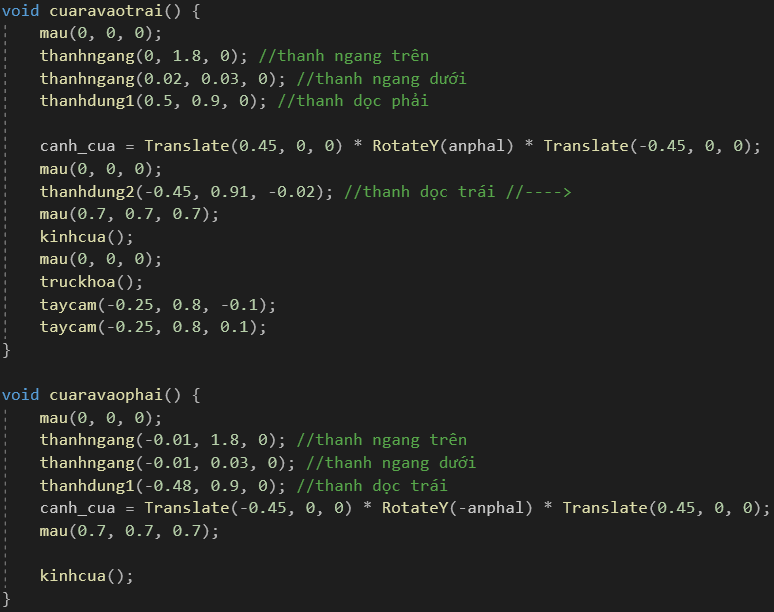 void cuaravaotrai() {
    mau(0, 0, 0);
    thanhngang(0, 1.8, 0); //thanh ngang trên
    thanhngang(0.02, 0.03, 0); //thanh ngang dưới
    thanhdung1(0.5, 0.9, 0); //thanh dọc phải

    canh_cua = Translate(0.45, 0, 0) * RotateY(anphal) * Translate(-0.45, 0, 0);
    mau(0, 0, 0);
    thanhdung2(-0.45, 0.91, -0.02); //thanh dọc trái //---->
    mau(0.7, 0.7, 0.7);
    kinhcua();
    mau(0, 0, 0);
    truckhoa();
    taycam(-0.25, 0.8, -0.1);
    taycam(-0.25, 0.8, 0.1);
}

void cuaravaophai() {
    mau(0, 0, 0);
    thanhngang(-0.01, 1.8, 0); //thanh ngang trên
    thanhngang(-0.01, 0.03, 0); //thanh ngang dưới
    thanhdung1(-0.48, 0.9, 0); //thanh dọc trái
    canh_cua = Translate(-0.45, 0, 0) * RotateY(-anphal) * Translate(0.45, 0, 0);
    mau(0.7, 0.7, 0.7);

    kinhcua();
}